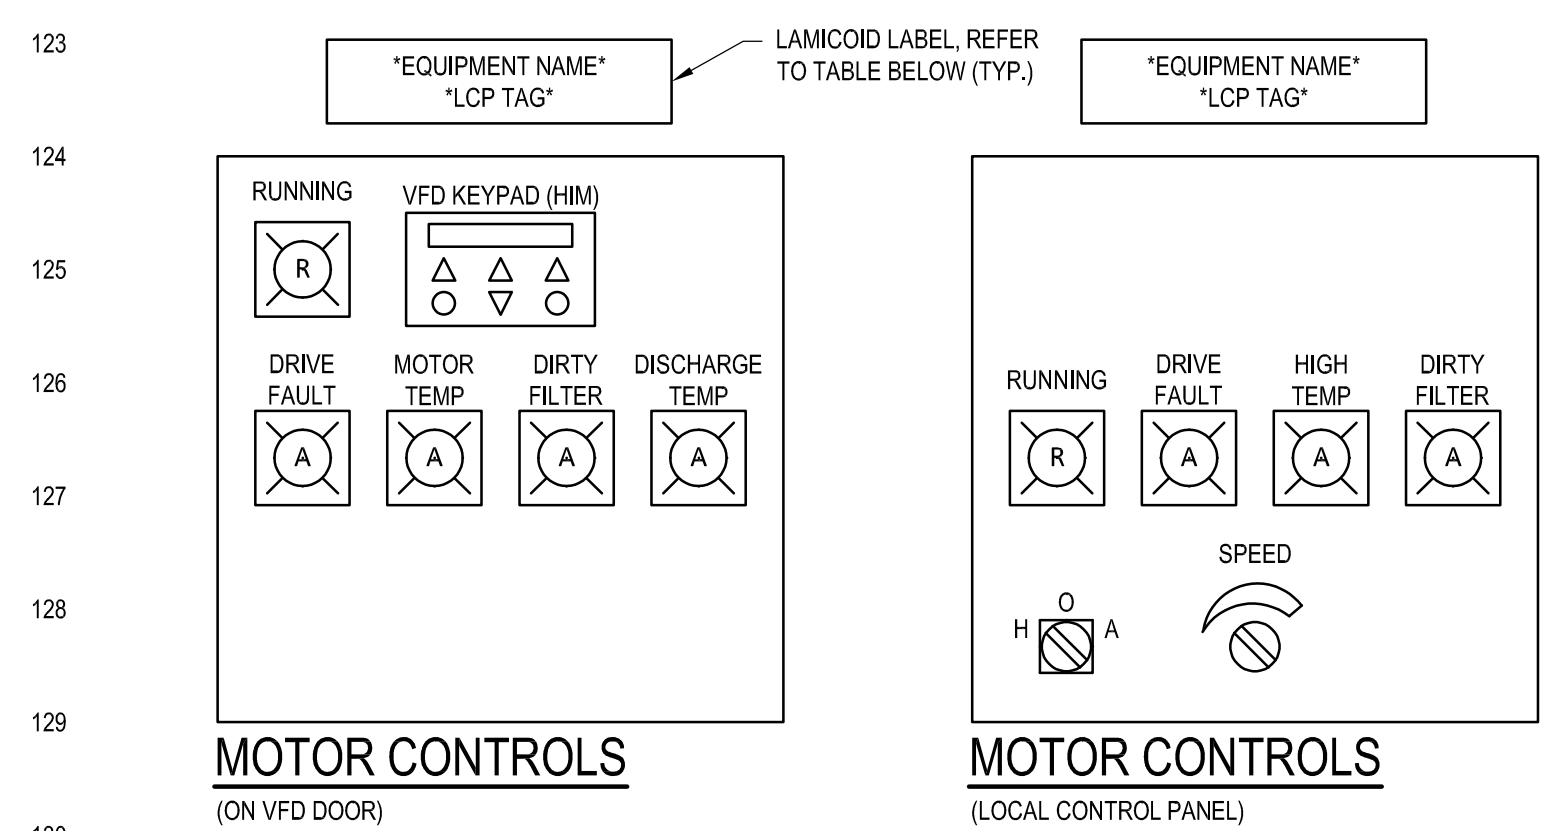 123
*EQUIPMENT NAME*
*LCP TAG*
LAMICOID LABEL, REFER
TO TABLE BELOW (TYP.)
*EQUIPMENT NAME*
*LCP TAG*
124
RUNNING
R
VFD KEYPAD (HIM)
125
126
DRIVE
FAULT
A
MOTOR
TEMP
A
DIRTY
FILTER
A
DISCHARGE
TEMP
A
RUNNING
R
DRIVE
FAULT
A
HIGH
TEMP
A
DIRTY
FILTER
A
127
SPEED
128
H
O
A
129
MOTOR CONTROLS
(ON VFD DOOR)
MOTOR CONTROLS
(LOCAL CONTROL PANEL)